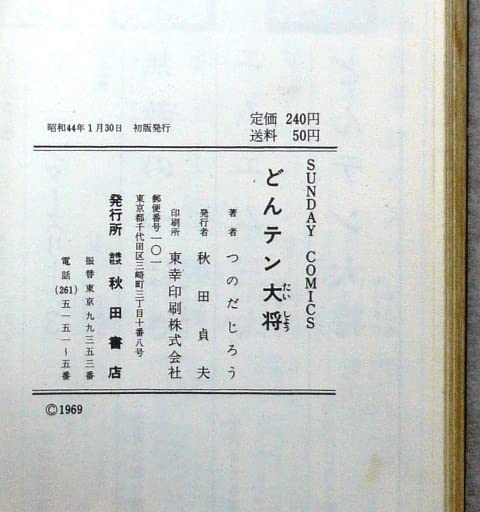 定価 240円
送料 50円
昭和44年1月30日 初版発行
SUNDAY COMICS
どんテン大将
たいしょう
著者 つのだじろう
発行者 秋田貞夫
印刷所 東幸印刷株式会社
郵便番号一〇一
東京都千代田区三崎町三丁目十番八号
発行所 株式会社 秋田書店
振替東京九九三五三番
電話(261)五一五一〜五番
©1969